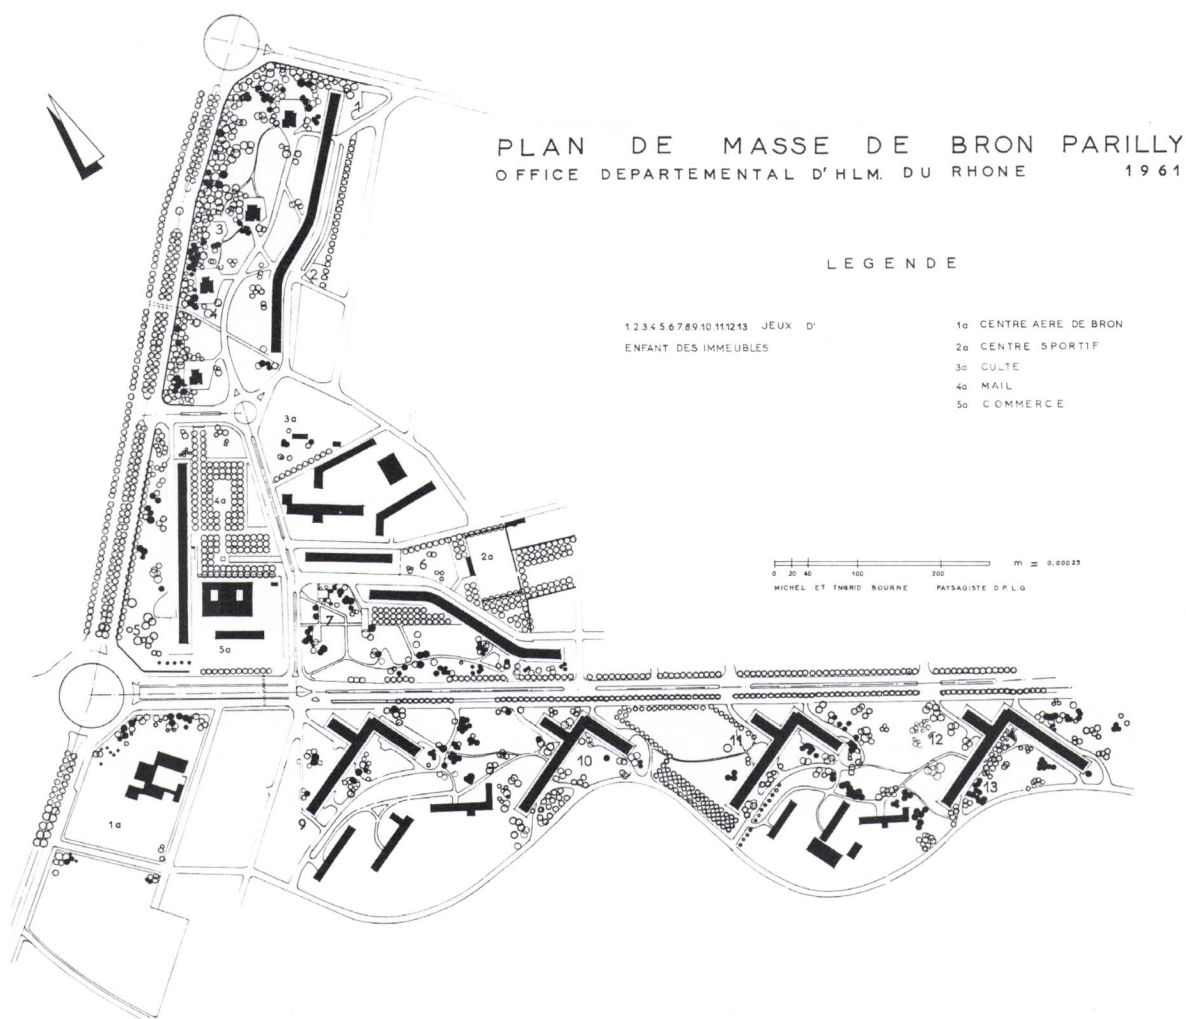 PLAN DE MASSE DE BRON PARILLY
OFFICE DEPARTEMENTAL D'HLM. DU RHONE 1961
LEGENDE
1.2.3.4.5.6.7.8.9.10.11.12.13. JEUX D'
ENFANT DES IMMEUBLES
1a CENTRE AERE DE BRON
2a CENTRE SPORTIF
3a CULTE
4a MAIL
5a COMMERCE
0 20 40 100 200 m = 0.00025
MICHEL ET INGRID BOURNE PAYSAGISTE D.P.L.G
1
2
3
4
3a
4a
5
5a
6
2a
7
8
9
10
11
12
13
1a